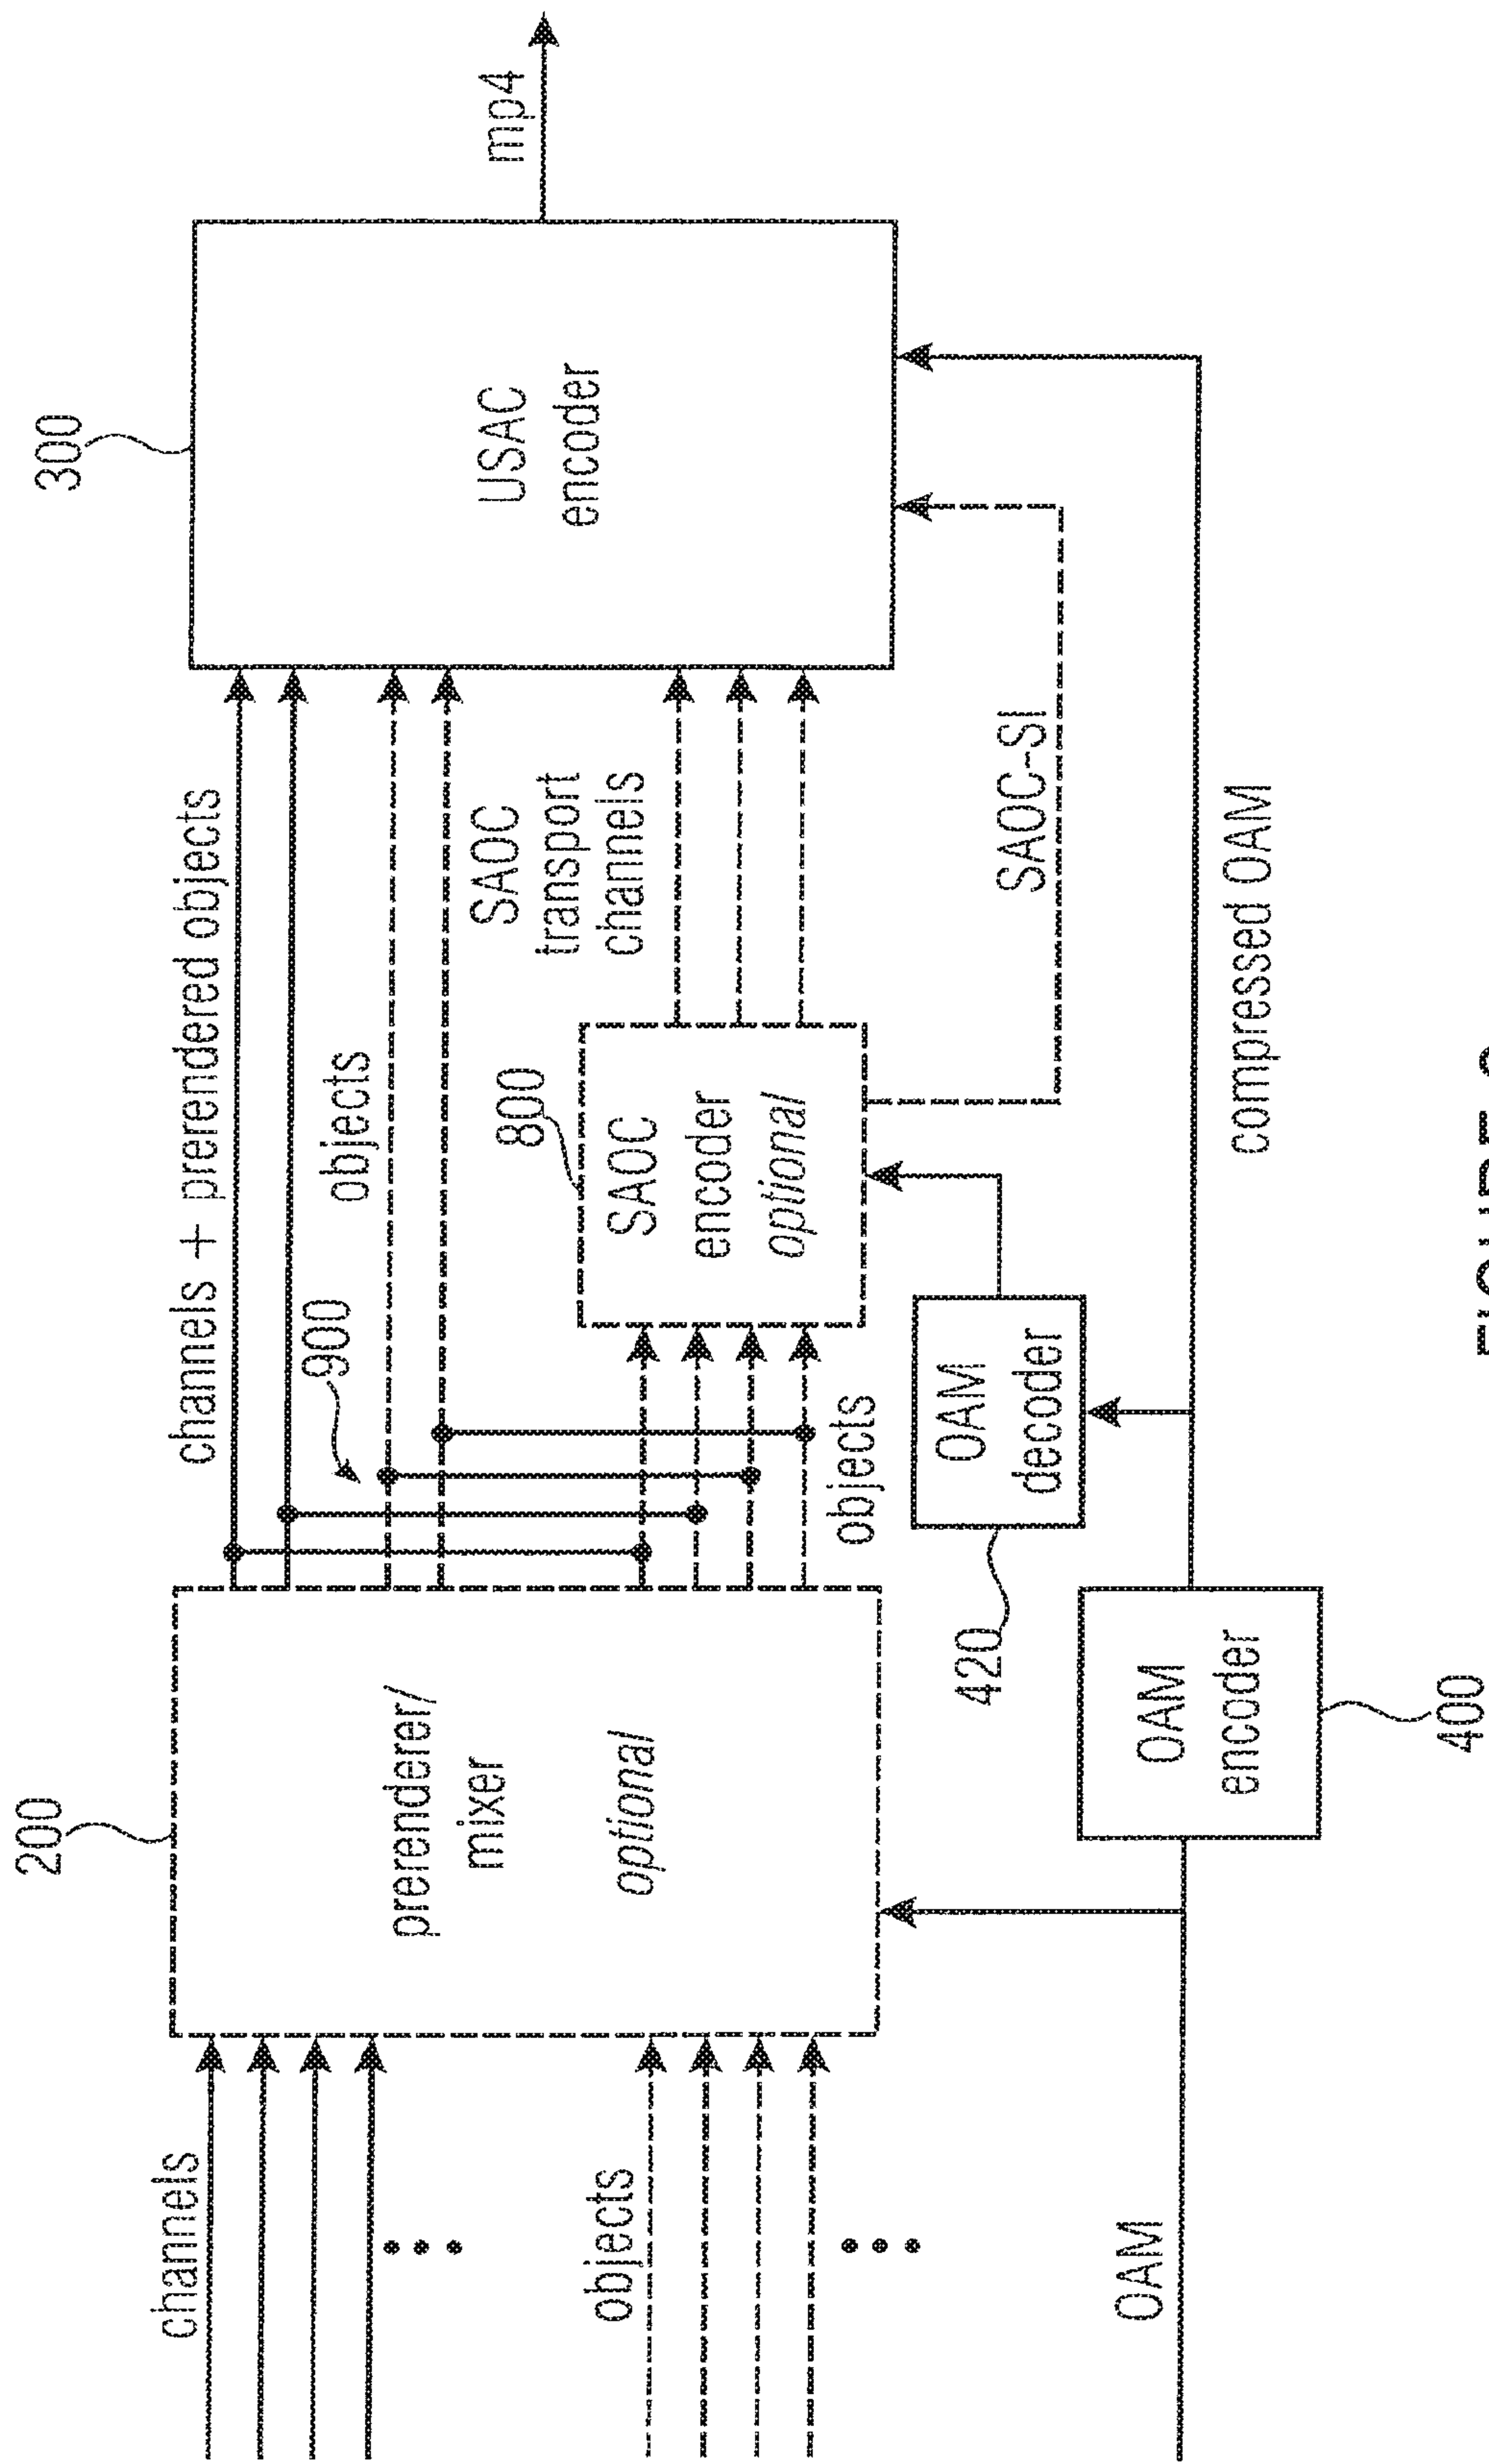 200
300
channels + prerendered objects
channels
900
objects
prerenderer/
mixer
optional
SAOC
transport
channels
USAC
encoder
mp4
800
SAOC
encoder
optional
objects
objects
SAOC-SI
420
OAM
decoder
OAM
OAM
encoder
compressed OAM
400